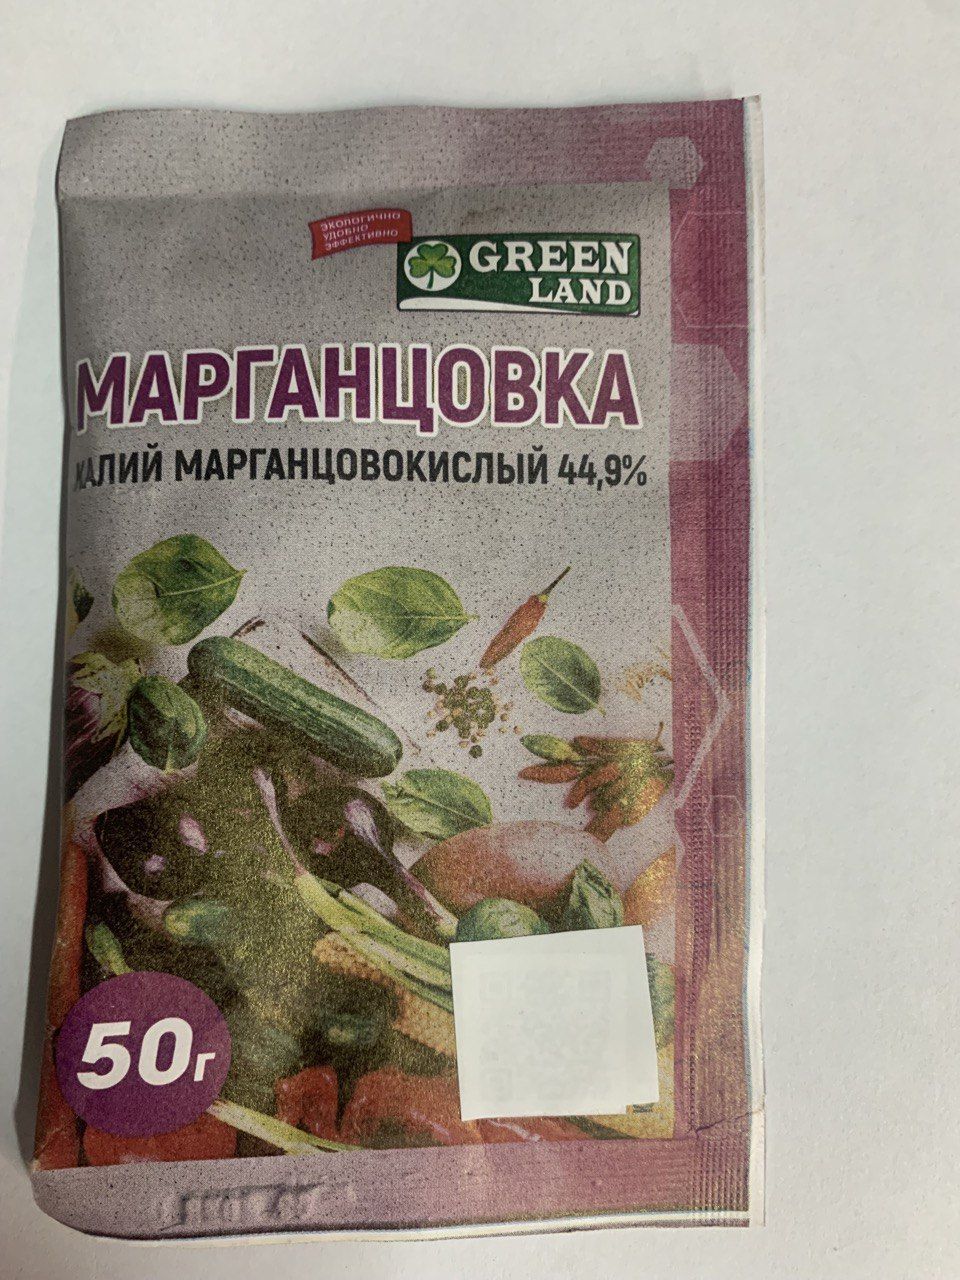 ЭКОЛОГИЧНО
УДОБНО
ЭФФЕКТИВНО
GREEN
LAND
МАРГАНЦОВКА
КАЛИЙ МАРГАНЦОВОКИСЛЫЙ 44,9%
50г